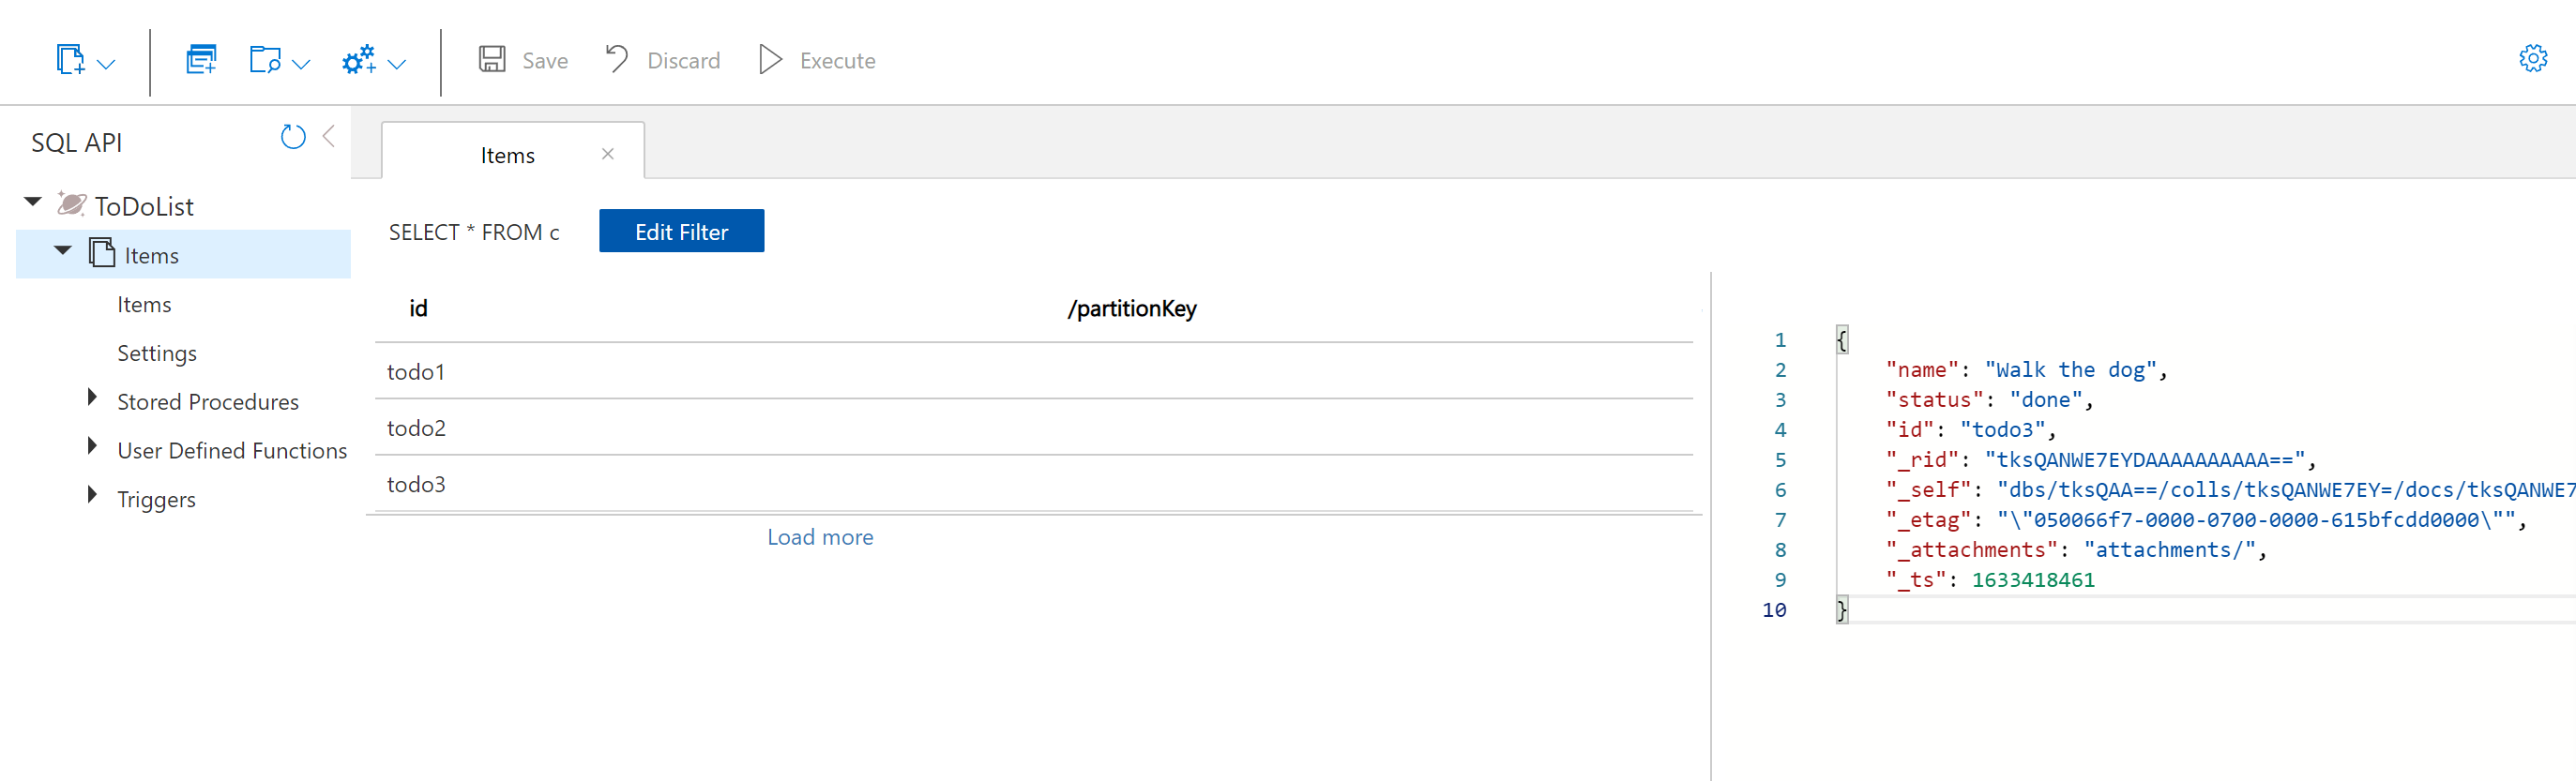 Save Discard Execute
SQL API
Items
ToDoList
SELECT * FROM c Edit Filter
Items
Items
Settings
Stored Procedures
User Defined Functions
Triggers
id /partitionKey
todo1
todo2
todo3
Load more
1 {
2 "name": "Walk the dog",
3 "status": "done",
4 "id": "todo3",
5 "_rid": "tksQANWE7EYDAAAAAAAAAA==",
6 "_self": "dbs/tksQAA==/colls/tksQANWE7EY=/docs/tksQANWE7
7 "_etag": "\"050066f7-0000-0700-0000-615bfcdd0000\"",
8 "_attachments": "attachments/",
9 "_ts": 1633418461
10 }